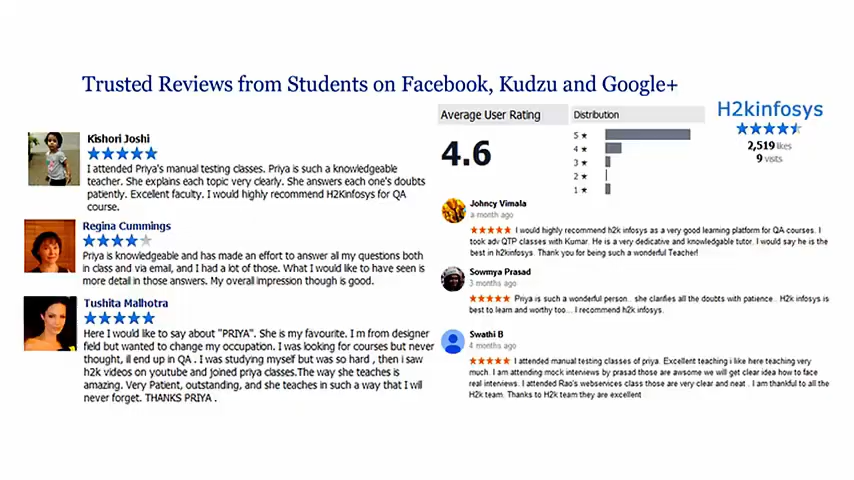 Trusted Reviews from Students on Facebook, Kudzu and Google+
Kishori Joshi
I attended Priya's manual testing classes. Priya is such a knowledgeable
teacher. She explains each topic very clearly. She answers each one's doubts
patiently. Excellent faculty. I would highly recommend H2Kinfosys for QA
course.
Regina Cummings
Priya is knowledgeable and has made an effort to answer all my questions both
in class and via email, and I had a lot of those. What I would like to have seen is
more detail in those answers. My overall impression though is good.
Tushita Malhotra
Here I would like to say about "PRIYA". She is my favourite. I m from designer
field but wanted to change my occupation. I was looking for courses but never
thought, ill end up in QA . I was studying myself but was so hard , then i saw
h2k videos on youtube and joined priya classes.The way she teaches is
amazing. Very Patient, outstanding, and she teaches in such a way that I will
never forget. THANKS PRIYA .
Average User Rating
4.6
Distribution
5 ★
4 ★
3 ★
2 ★
1 ★
H2kinfosys
2,519 likes
9 visits
Johncy Vimala
a month ago
I would highly recommend h2k infosys as a very good learning platform for QA courses. I
took adv QTP classes with Kumar. He is a very dedicative and knowledgable tutor. I would say he is the
best in h2kinfosys. Thank you for being such a wonderful Teacher!
Sowmya Prasad
3 months ago
Priya is such a wonderful person.. she clarifies all the doubts with patience.. H2k infosys is
best to learn and worthy too... I recommend h2k infosys.
Swathi B
4 months ago
I attended manual testing classes of priya. Excellent teaching i like here teaching very
much. I am attending mock interviews by prasad those are awsome we will get clear idea how to face
real interviews. I attended Rao's webservices class those are very clear and neat . I am thankful to all the
H2k team. Thanks to H2k team they are excellent